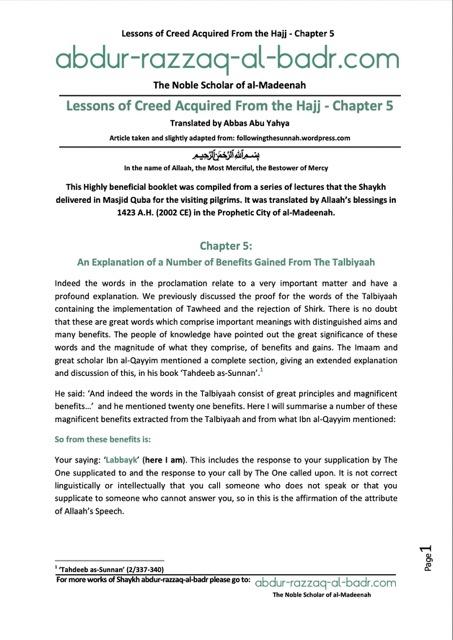 Lessons of Creed Acquired From the Hajj - Chapter 5
abdur-razzaq-al-badr.com
The Noble Scholar of al-Madeenah
Lessons of Creed Acquired From the Hajj - Chapter 5
Translated by Abbas Abu Yahya
Article taken and slightly adapted from: followingthesunnah.wordpress.com
بسم الله الرحمن الرحيم
In the name of Allaah, the Most Merciful, the Bestower of Mercy
This Highly beneficial booklet was compiled from a series of lectures that the Shaykh
delivered in Masjid Quba for the visiting pilgrims. It was translated by Allaah's blessings in
1423 A.H. (2002 CE) in the Prophetic City of al-Madeenah.
Chapter 5:
An Explanation of a Number of Benefits Gained From The Talbiyaah
Indeed the words in the proclamation relate to a very important matter and have a
profound explanation. We previously discussed the proof for the words of the Talbiyaah
containing the implementation of Tawheed and the rejection of Shirk. There is no doubt
that these are great words which comprise important meanings with distinguished aims and
many benefits. The people of knowledge have pointed out the great significance of these
words and the magnitude of what they comprise, of benefits and gains. The Imaam and
great scholar Ibn al-Qayyim mentioned a complete section, giving an extended explanation
and discussion of this, in his book 'Tahdeeb as-Sunnan'.1
He said: 'And indeed the words in the Talbiyaah consist of great principles and magnificent
benefits…' and he mentioned twenty one benefits. Here I will summarise a number of these
magnificent benefits extracted from the Talbiyaah and from what Ibn al-Qayyim mentioned:
So from these benefits is:
Your saying: 'Labbayk' (here I am). This includes the response to your supplication by The
One supplicated to and the response to your call by The One called upon. It is not correct
linguistically or intellectually that you call someone who does not speak or that you
supplicate to someone who cannot answer you, so in this is the affirmation of the attribute
of Allaah's Speech.
1 'Tahdeeb as-Sunnan' (2/337-340)
For more works of Shaykh abdur-razzaq-al-badr please go to: abdur-razzaq-al-badr.com
The Noble Scholar of al-Madeenah
Page1